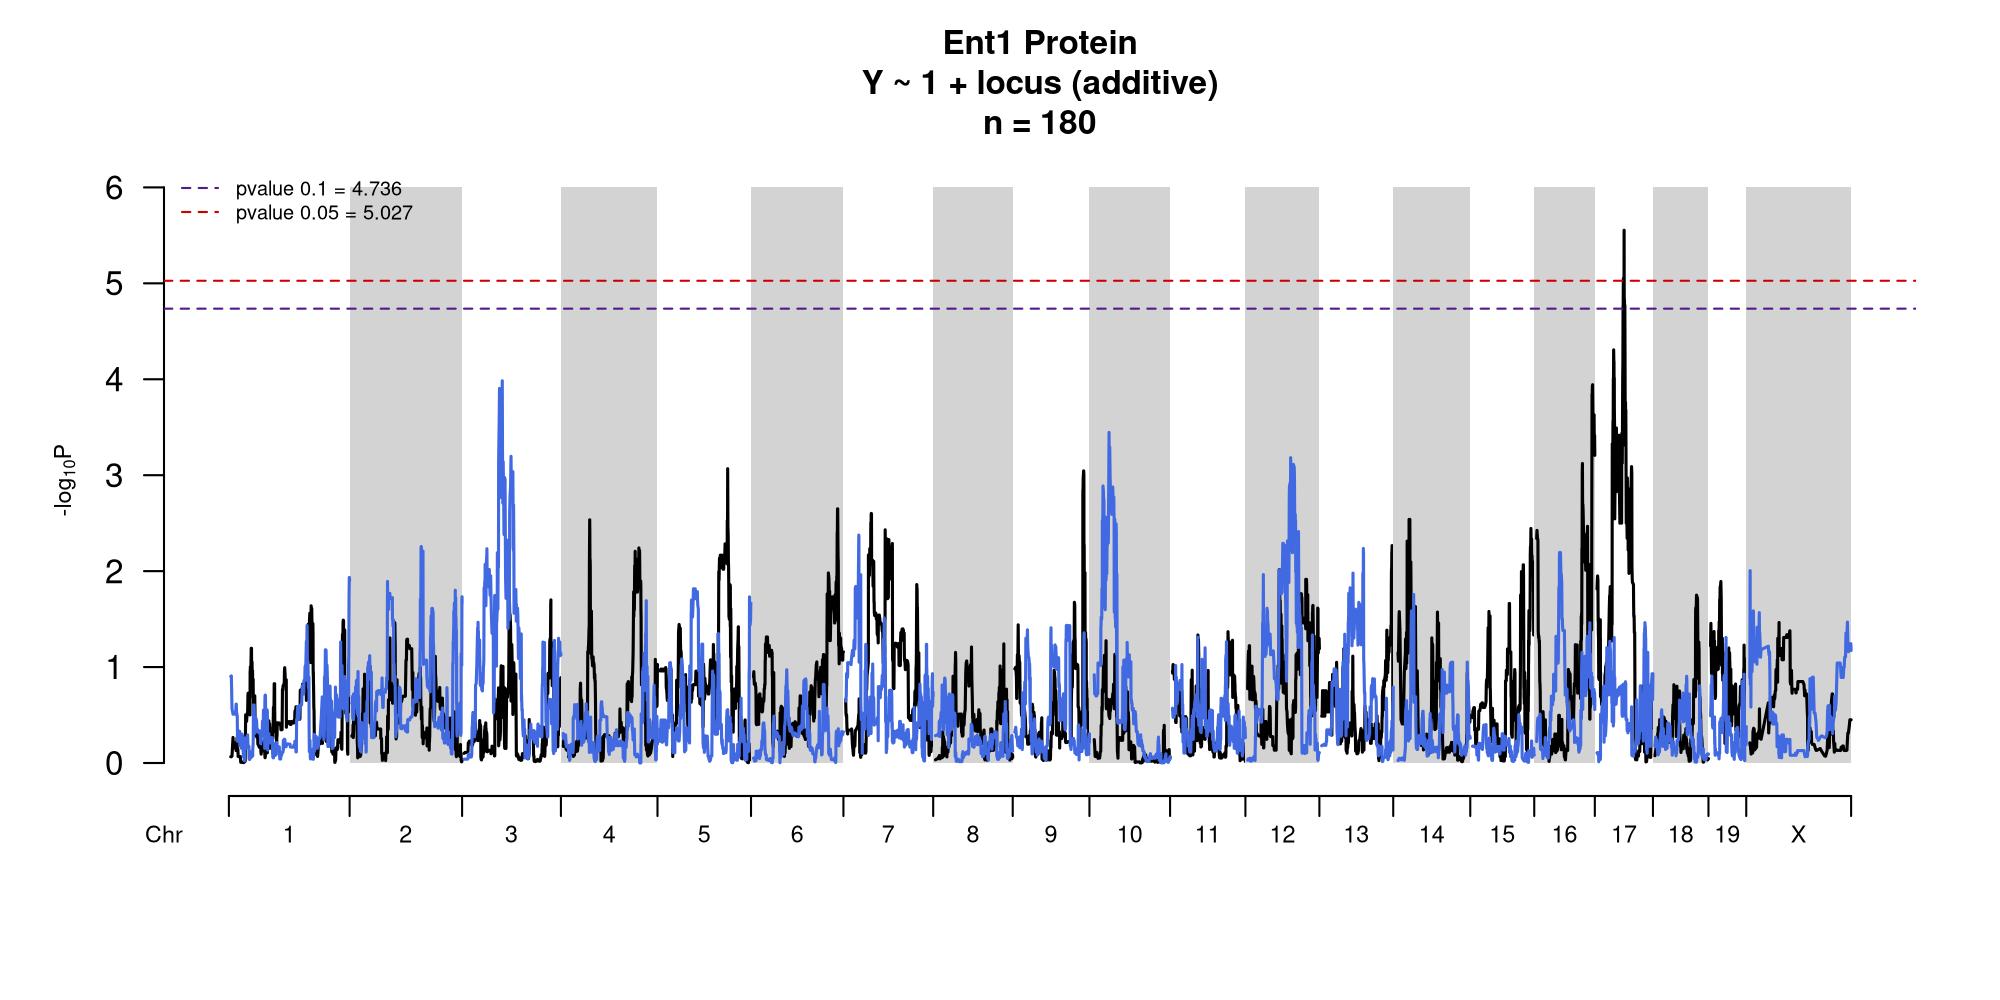 Ent1 Protein
Y ~ 1 + locus (additive)
n = 180
pvalue 0.1 = 4.736
pvalue 0.05 = 5.027
6
5
4
3
2
1
0
-log10P
Chr 1 2 3 4 5 6 7 8 9 10 11 12 13 14 15 16 17 18 19 X